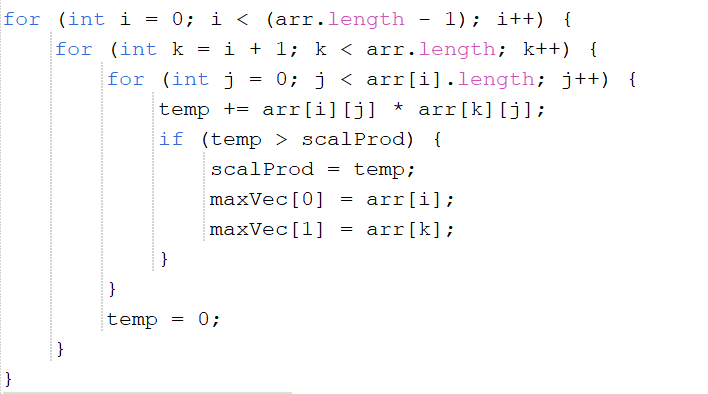 for (int i = 0; i < (arr.length - 1); i++) {
for (int k = i + 1; k < arr.length; k++) {
for (int j = 0; j < arr[i].length; j++) {
temp += arr[i][j] * arr[k][j];
if (temp > scalProd) {
scalProd = temp;
maxVec[0] = arr[i];
maxVec[1] = arr[k];
}
}
temp = 0;
}
}